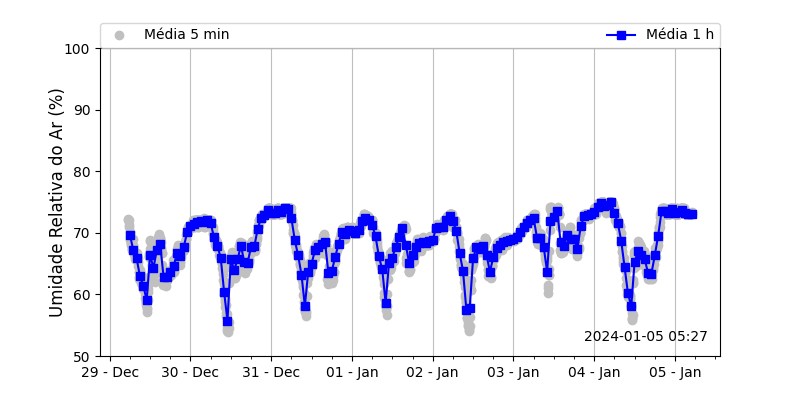 Média 5 min
Média 1 h
Umidade Relativa do Ar (%)
100
90
80
70
60
50
2024-01-05 05:27
29 - Dec
30 - Dec
31 - Dec
01 - Jan
02 - Jan
03 - Jan
04 - Jan
05 - Jan